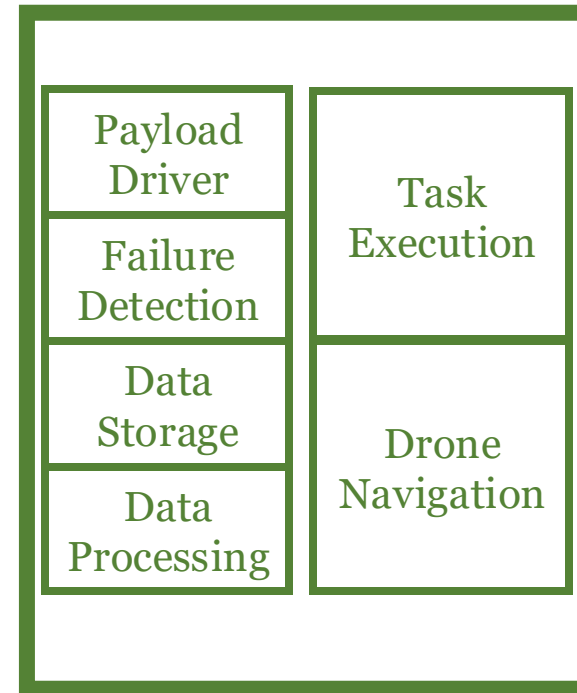 Payload
Driver
Failure
Detection
Data
Storage
Data
Processing
Task
Execution
Drone
Navigation